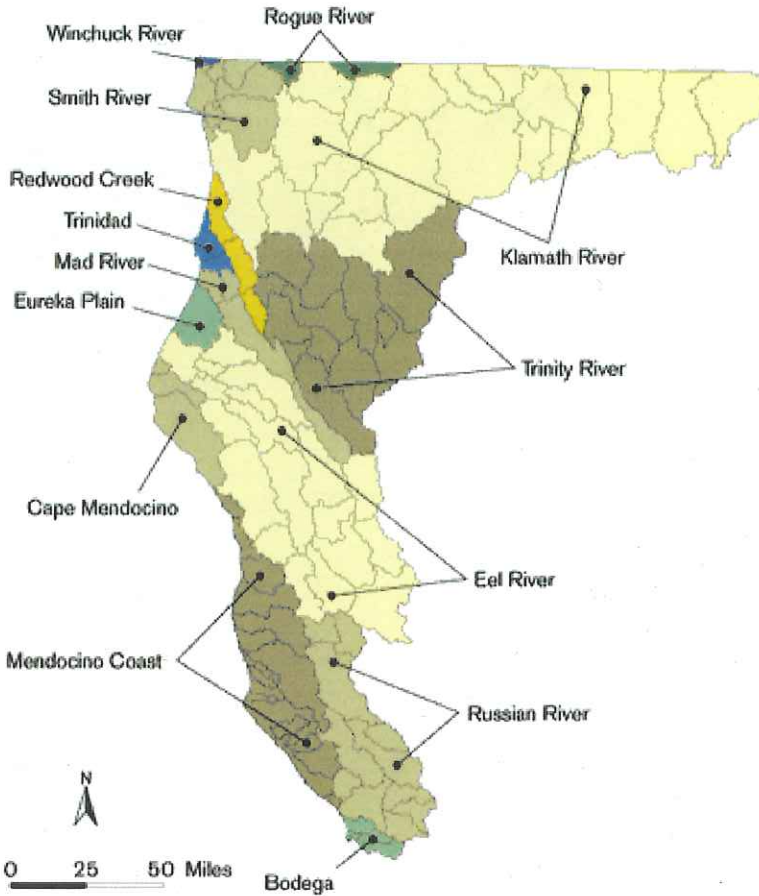 Rogue River
Winchuck River
Smith River
Redwood Creek
Trinidad
Mad River
Klamath River
Eureka Plain
Trinity River
Cape Mendocino
Eel River
Mendocino Coast
Russian River
N
0 25 50 Miles
Bodega